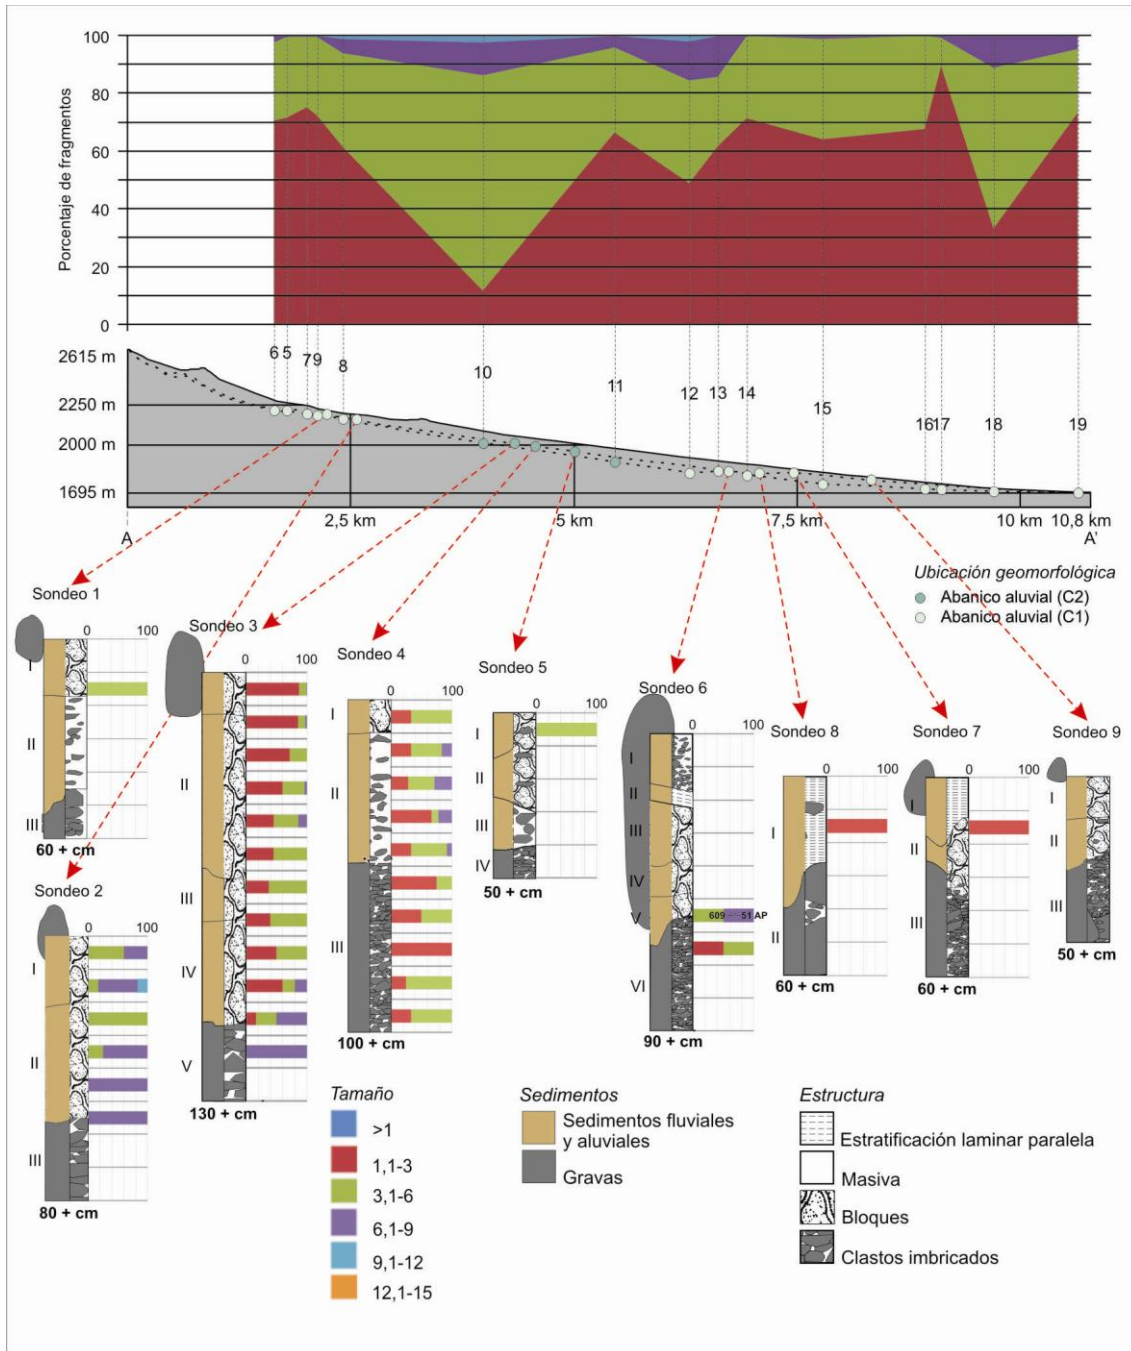 100
80
60
40
20
0
Porcentaje de fragmentos
6 5 7 9 8 10 11 12 13 14 15 16 17 18 19
2615 m
2250 m
2000 m
1695 m
2,5 km
5 km
7,5 km
10 km
10,8 km
A
A'
Ubicación geomorfológica
Abanico aluvial (C2)
Abanico aluvial (C1)
Sondeo 1
0 100
I
II
III
60 + cm
Sondeo 2
0 100
I
II
III
80 + cm
Sondeo 3
0 100
I
II
III
IV
V
130 + cm
Sondeo 4
0 100
I
II
III
100 + cm
Sondeo 5
0 100
I
II
III
IV
50 + cm
Sondeo 6
0 100
I
II
III
IV
V
VI
609 51 AP
90 + cm
Sondeo 8
0 100
I
II
60 + cm
Sondeo 7
0 100
I
II
III
60 + cm
Sondeo 9
0 100
I
II
III
50 + cm
Tamaño
>1
1,1-3
3,1-6
6,1-9
9,1-12
12,1-15
Sedimentos
Sedimentos fluviales
y aluviales
Gravas
Estructura
Estratificación laminar paralela
Masiva
Bloques
Clastos imbricados